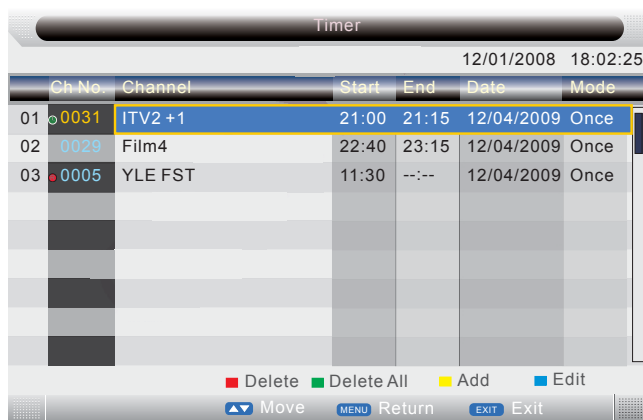 Timer
12/01/2008 18:02:25
Ch No. Channel Start End Date Mode
01 0031 ITV2 +1 21:00 21:15 12/04/2009 Once
02 0029 Film4 22:40 23:15 12/04/2009 Once
03 0005 YLE FST 11:30 --:-- 12/04/2009 Once
Delete Delete All Add Edit
Move MENU Return EXIT Exit